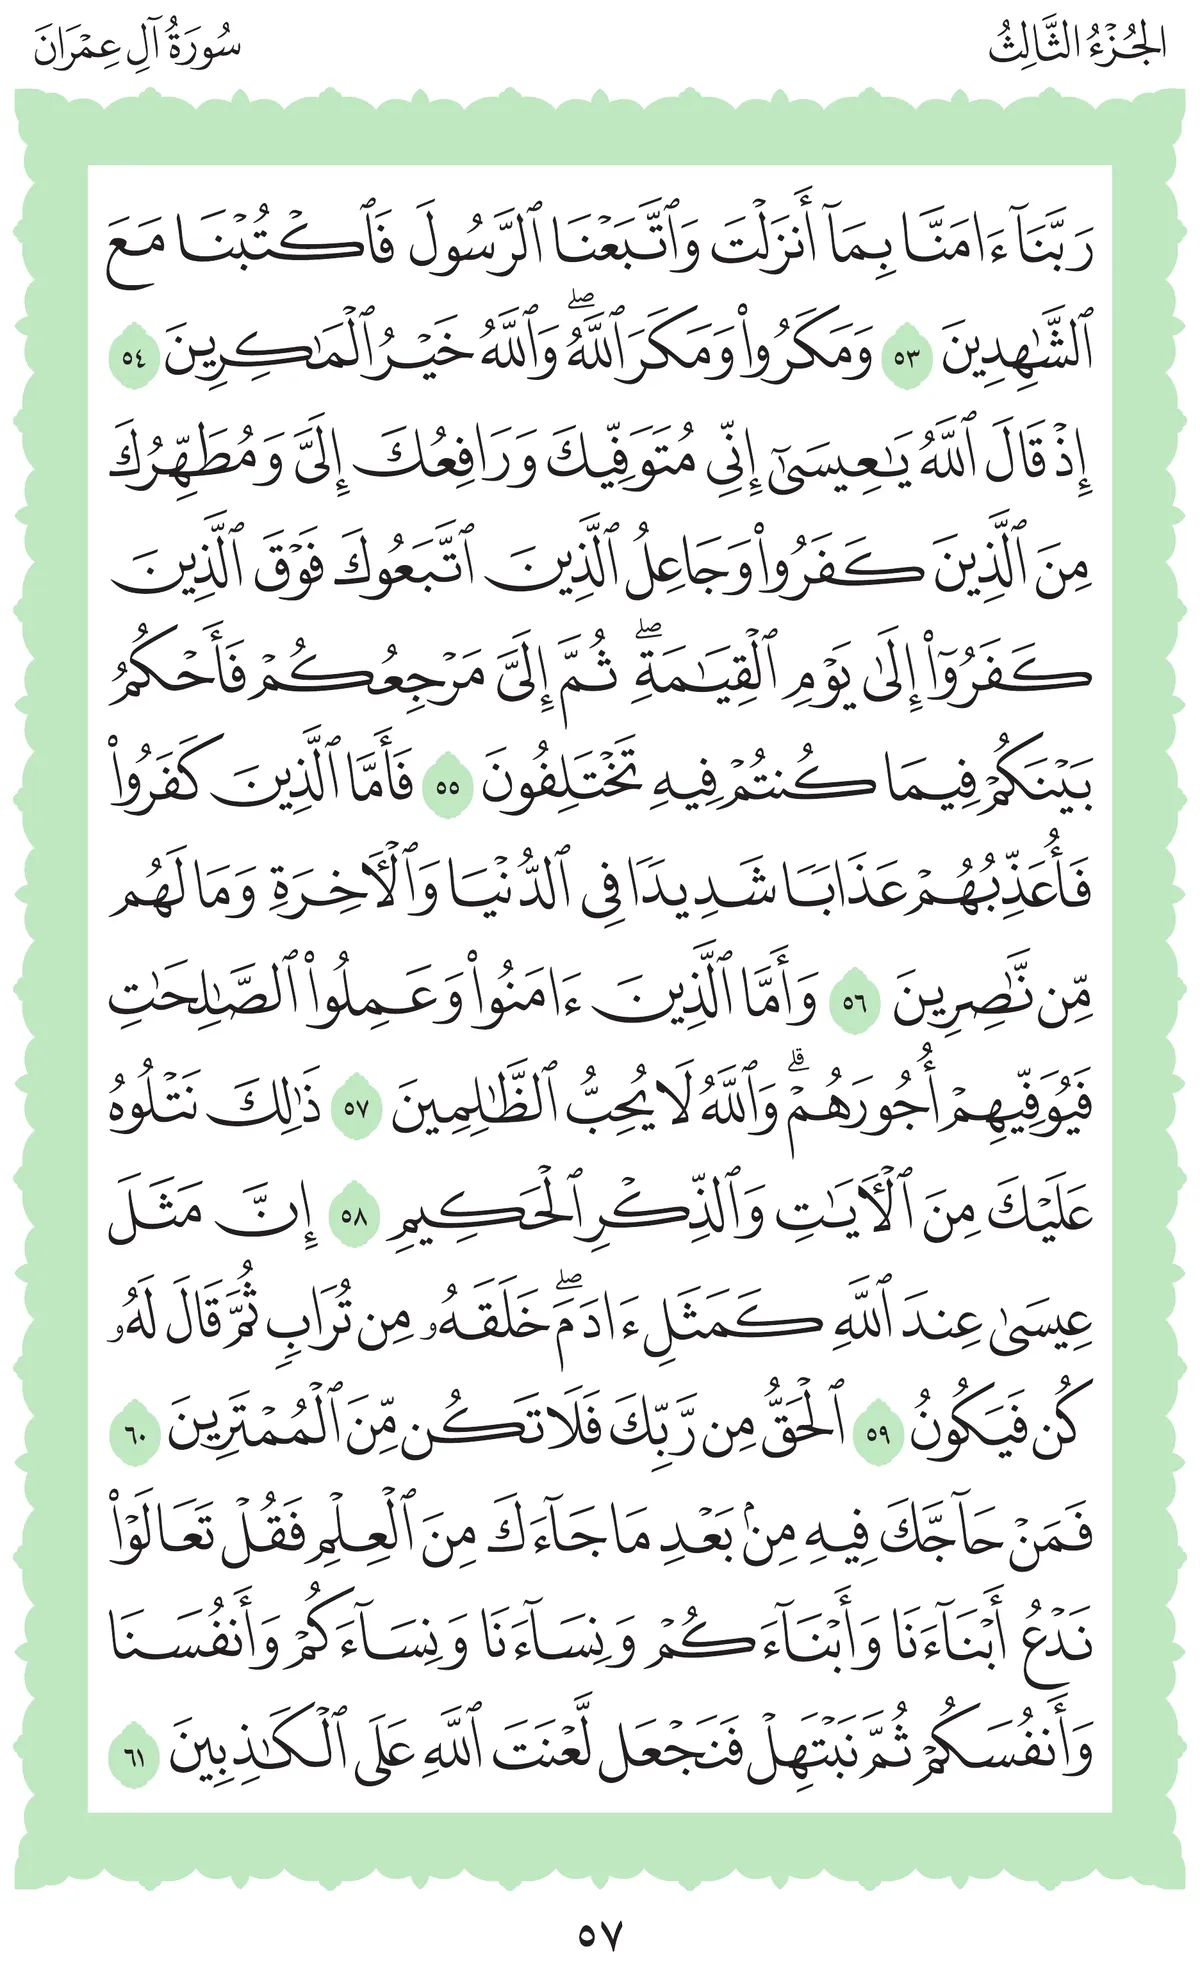 الجُزْءُ الثَّالِثُ
سُورَةُ آلِ عِمْرَانَ
رَبَّنَآ ءَامَنَّا بِمَآ أَنزَلْتَ وَٱتَّبَعْنَا ٱلرَّسُولَ فَٱكْتُبْنَا مَعَ
ٱلشَّٰهِدِينَ ٥٣ وَمَكَرُوا۟ وَمَكَرَ ٱللَّهُ ۖ وَٱللَّهُ خَيْرُ ٱلْمَٰكِرِينَ ٥٤
إِذْ قَالَ ٱللَّهُ يَٰعِيسَىٰٓ إِنِّي مُتَوَفِّيكَ وَرَافِعُكَ إِلَيَّ وَمُطَهِّرُكَ
مِنَ ٱلَّذِينَ كَفَرُوا۟ وَجَاعِلُ ٱلَّذِينَ ٱتَّبَعُوكَ فَوْقَ ٱلَّذِينَ
كَفَرُوٓا۟ إِلَىٰ يَوْمِ ٱلْقِيَٰمَةِ ۖ ثُمَّ إِلَيَّ مَرْجِعُكُمْ فَأَحْكُمُ
بَيْنَكُمْ فِيمَا كُنتُمْ فِيهِ تَخْتَلِفُونَ ٥٥ فَأَمَّا ٱلَّذِينَ كَفَرُوا۟
فَأُعَذِّبُهُمْ عَذَابًا شَدِيدًا فِي ٱلدُّنْيَا وَٱلْأَخِرَةِ وَمَا لَهُم
مِّن نَّٰصِرِينَ ٥٦ وَأَمَّا ٱلَّذِينَ ءَامَنُوا۟ وَعَمِلُوا۟ ٱلصَّٰلِحَٰتِ
فَيُوَفِّيهِمْ أُجُورَهُمْ ۗ وَٱللَّهُ لَا يُحِبُّ ٱلظَّٰلِمِينَ ٥٧ ذَٰلِكَ نَتْلُوهُ
عَلَيْكَ مِنَ ٱلْأَيَٰتِ وَٱلذِّكْرِ ٱلْحَكِيمِ ٥٨ إِنَّ مَثَلَ
عِيسَىٰ عِندَ ٱللَّهِ كَمَثَلِ ءَادَمَ ۖ خَلَقَهُۥ مِن تُرَابٍ ثُمَّ قَالَ لَهُۥ
كُن فَيَكُونُ ٥٩ ٱلْحَقُّ مِن رَّبِّكَ فَلَا تَكُن مِّنَ ٱلْمُمْتَرِينَ ٦٠
فَمَنْ حَآجَّكَ فِيهِ مِنۢ بَعْدِ مَا جَآءَكَ مِنَ ٱلْعِلْمِ فَقُلْ تَعَالَوْا۟
نَدْعُ أَبْنَآءَنَا وَأَبْنَآءَكُمْ وَنِسَآءَنَا وَنِسَآءَكُمْ وَأَنفُسَنَا
وَأَنفُسَكُمْ ثُمَّ نَبْتَهِلْ فَنَجْعَل لَّعْنَتَ ٱللَّهِ عَلَى ٱلْكَٰذِبِينَ ٦١
٥٧